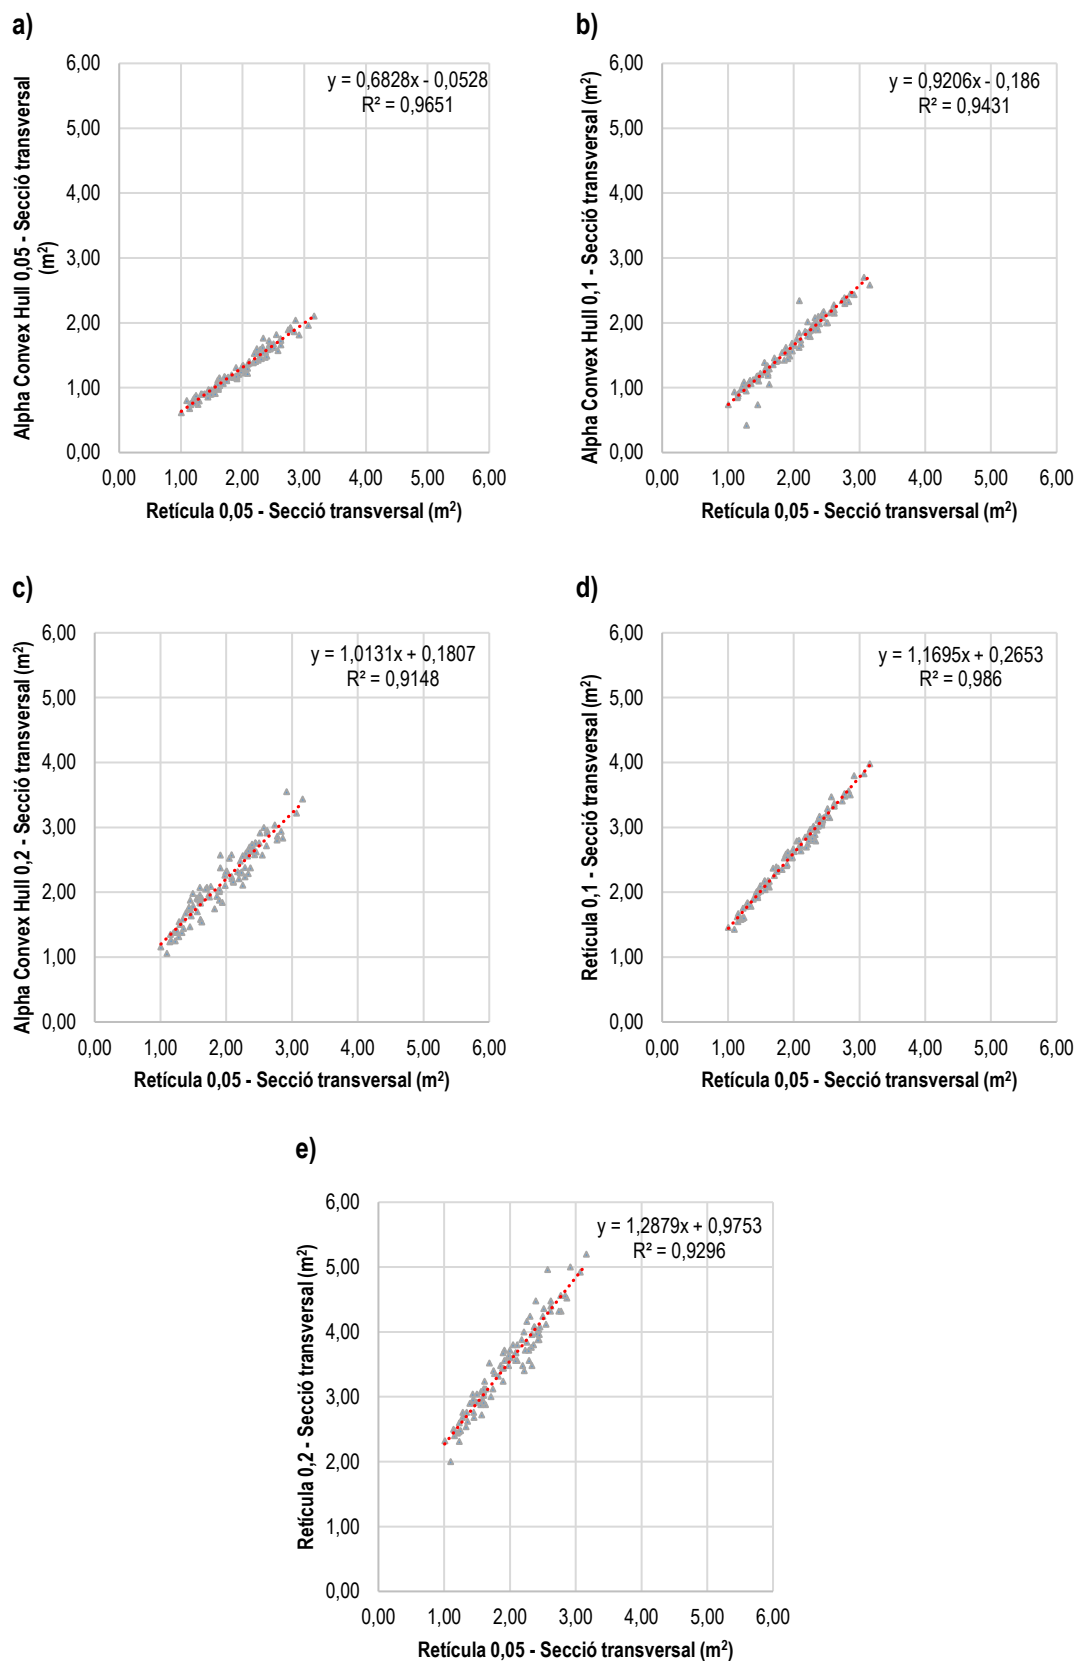 a)
Alpha Convex Hull 0,05 - Secció transversal
(m²)
6,00
5,00
4,00
3,00
2,00
1,00
0,00
y = 0,6828x - 0,0528
R² = 0,9651
0,00 1,00 2,00 3,00 4,00 5,00 6,00
Retícula 0,05 - Secció transversal (m²)
b)
Alpha Convex Hull 0,1 - Secció transversal (m²)
6,00
5,00
4,00
3,00
2,00
1,00
0,00
y = 0,9206x - 0,186
R² = 0,9431
0,00 1,00 2,00 3,00 4,00 5,00 6,00
Retícula 0,05 - Secció transversal (m²)
c)
Alpha Convex Hull 0,2 - Secció transversal (m²)
6,00
5,00
4,00
3,00
2,00
1,00
0,00
y = 1,0131x + 0,1807
R² = 0,9148
0,00 1,00 2,00 3,00 4,00 5,00 6,00
Retícula 0,05 - Secció transversal (m²)
d)
Retícula 0,1 - Secció transversal (m²)
6,00
5,00
4,00
3,00
2,00
1,00
0,00
y = 1,1695x + 0,2653
R² = 0,986
0,00 1,00 2,00 3,00 4,00 5,00 6,00
Retícula 0,05 - Secció transversal (m²)
e)
Retícula 0,2 - Secció transversal (m²)
6,00
5,00
4,00
3,00
2,00
1,00
0,00
y = 1,2879x + 0,9753
R² = 0,9296
0,00 1,00 2,00 3,00 4,00 5,00 6,00
Retícula 0,05 - Secció transversal (m²)